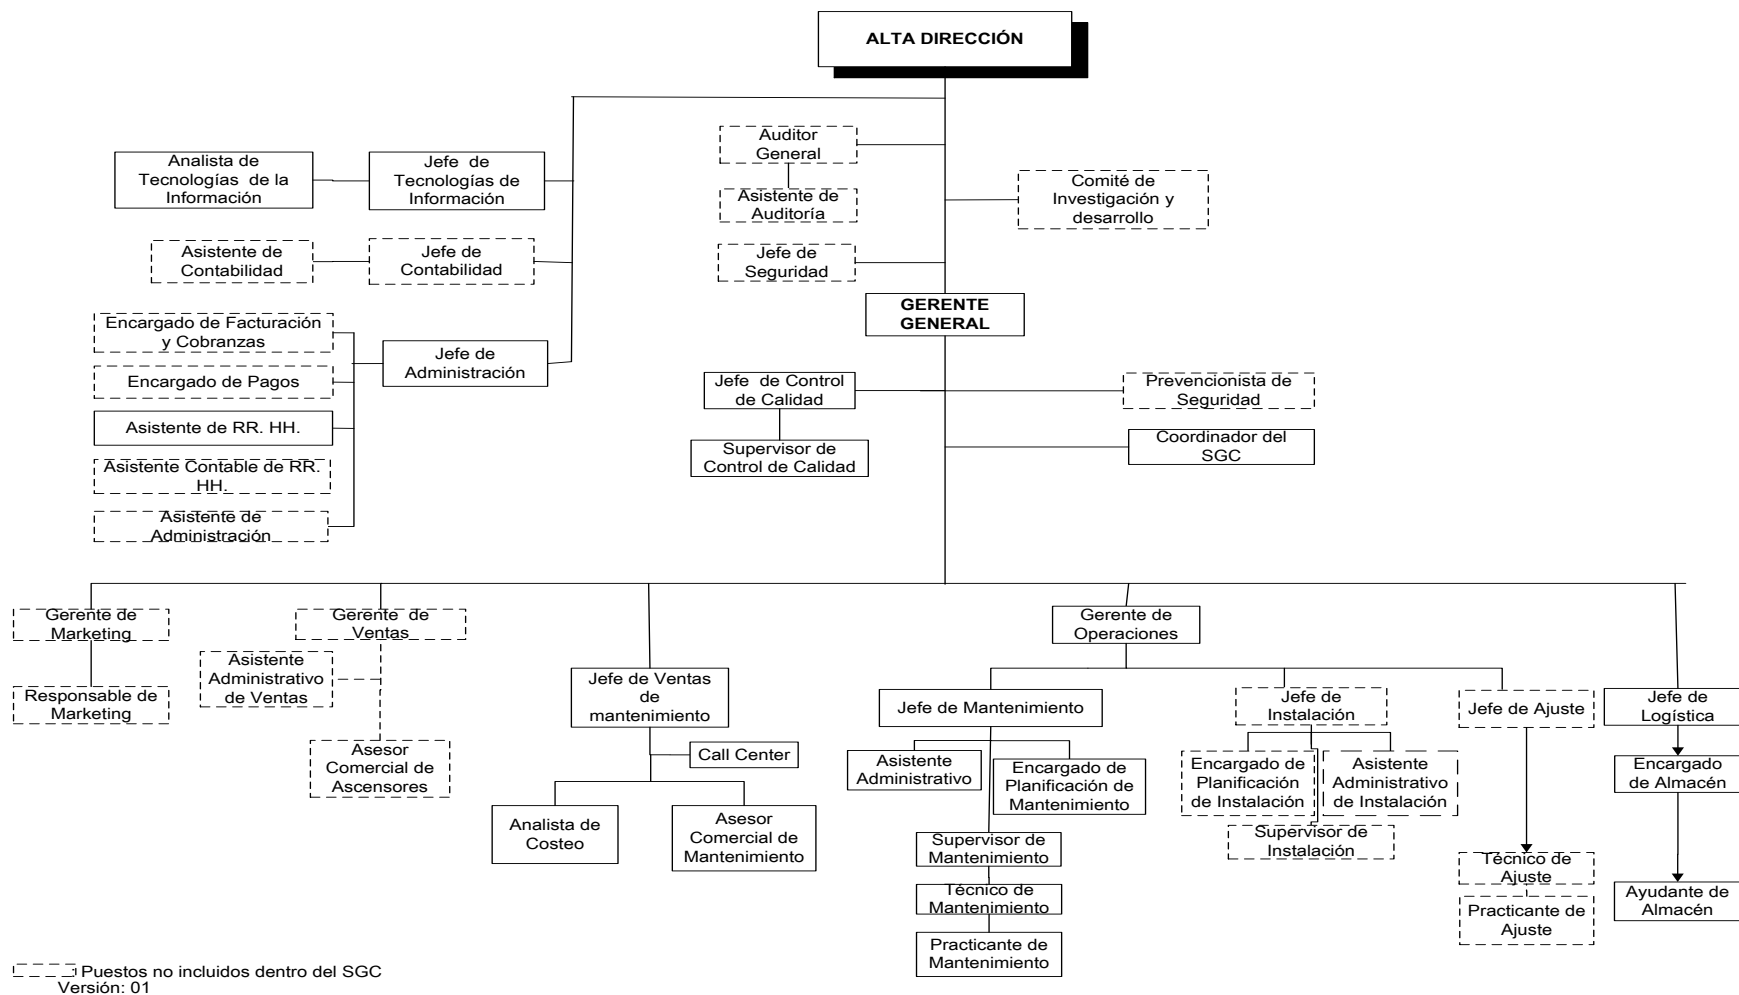 ALTA DIRECCIÓN
Auditor
General
Asistente de
Auditoría
Jefe de
Seguridad
Comité de
Investigación y
desarrollo
Analista de
Tecnologías de la
Información
Jefe de
Tecnologías de
Información
Asistente de
Contabilidad
Jefe de
Contabilidad
Encargado de Facturación
y Cobranzas
Encargado de Pagos
Asistente de RR. HH.
Asistente Contable de RR.
HH.
Asistente de
Administración
Jefe de
Administración
GERENTE
GENERAL
Jefe de Control
de Calidad
Supervisor de
Control de Calidad
Prevencionista de
Seguridad
Coordinador del
SGC
Gerente de
Marketing
Responsable de
Marketing
Gerente de
Ventas
Asistente
Administrativo
de Ventas
Asesor
Comercial de
Ascensores
Jefe de Ventas
de
mantenimiento
Call Center
Analista de
Costeo
Asesor
Comercial de
Mantenimiento
Gerente de
Operaciones
Jefe de Mantenimiento
Asistente
Administrativo
Encargado de
Planificación de
Mantenimiento
Supervisor de
Mantenimiento
Técnico de
Mantenimiento
Practicante de
Mantenimiento
Jefe de
Instalación
Encargado de
Planificación
de Instalación
Asistente
Administrativo
de Instalación
Supervisor de
Instalación
Jefe de Ajuste
Técnico de
Ajuste
Practicante de
Ajuste
Jefe de
Logística
Encargado
de Almacén
Ayudante de
Almacén
Puestos no incluidos dentro del SGC
Versión: 01